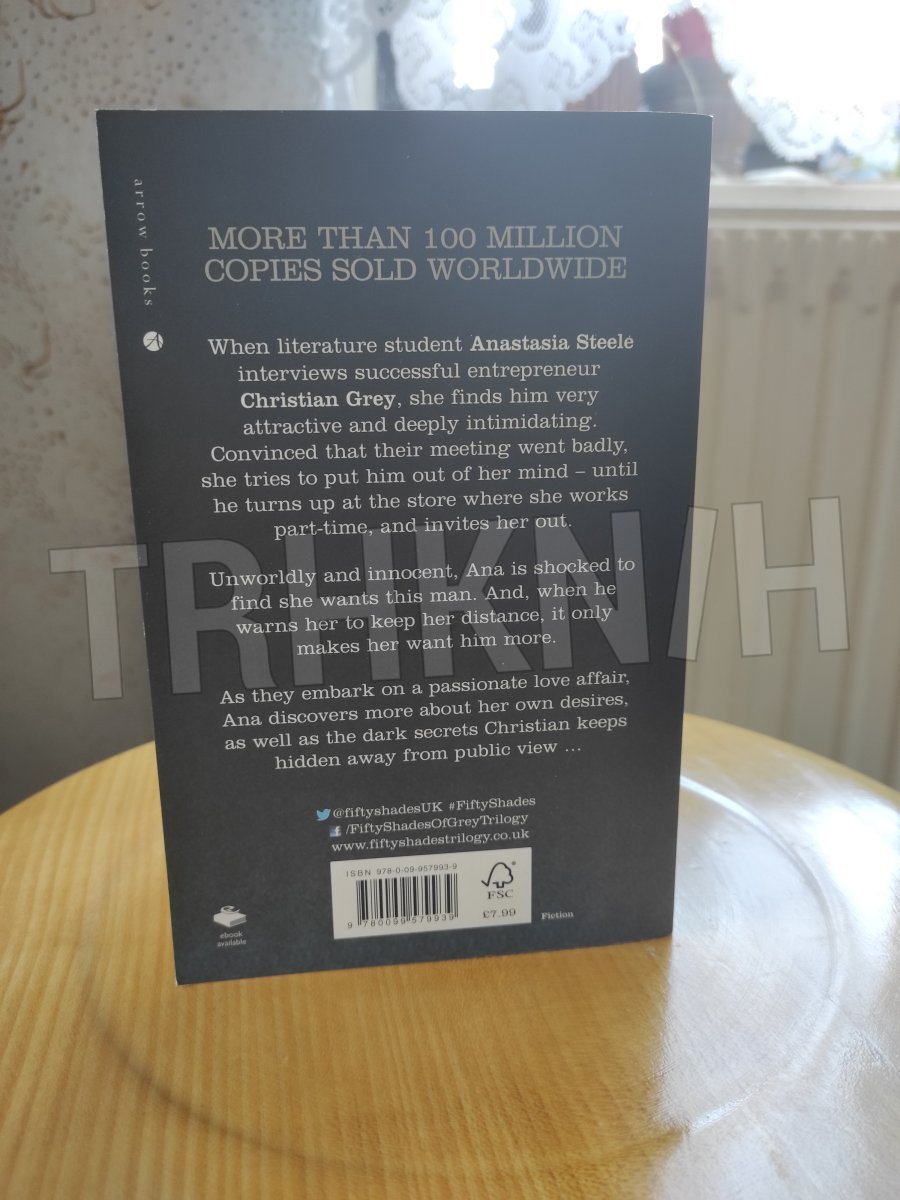 arrow books
MORE THAN 100 MILLION
COPIES SOLD WORLDWIDE
When literature student Anastasia Steele
interviews successful entrepreneur
Christian Grey, she finds him very
attractive and deeply intimidating.
Convinced that their meeting went badly,
she tries to put him out of her mind – until
he turns up at the store where she works
part-time, and invites her out.
Unworldly and innocent, Ana is shocked to
find she wants this man. And, when he
warns her to keep her distance, it only
makes her want him more.
As they embark on a passionate love affair,
Ana discovers more about her own desires,
as well as the dark secrets Christian keeps
hidden away from public view ...
@fiftyshadesUK #FiftyShades
/FiftyShadesOfGreyTrilogy
www.fiftyshadestrilogy.co.uk
ISBN 978-0-09-957993-9
9 780099 579939
FSC
£7.99
Fiction
ebook
available
TRHKN/H